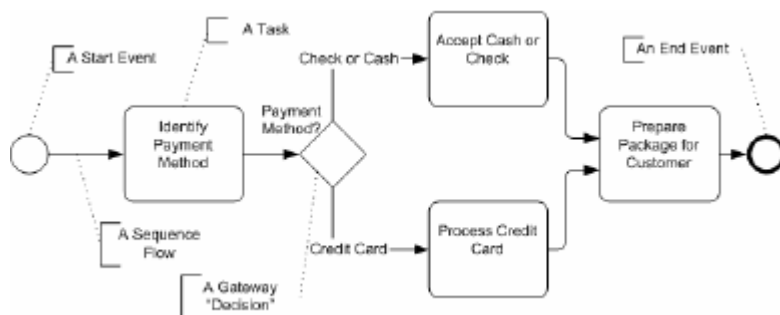 A Start Event
A Task
Check or Cash
Accept Cash or
Check
An End Event
Identify
Payment
Method
Payment
Method?
Prepare
Package for
Customer
A Sequence
Flow
Credit Card
Process Credit
Card
A Gateway
"Decision"